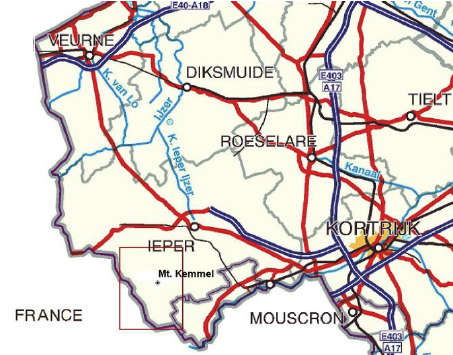 E40-A18
Gent
VEURNE
K. van Lo
DIKSMUIDE
IJzer
E403
A17
TIELT
K. Ieper Ijzer
ROESELARE
Kanaal
KORTRIJK
IEPER
Mt. Kemmel
FRANCE
MOUSCRON
E403
A17